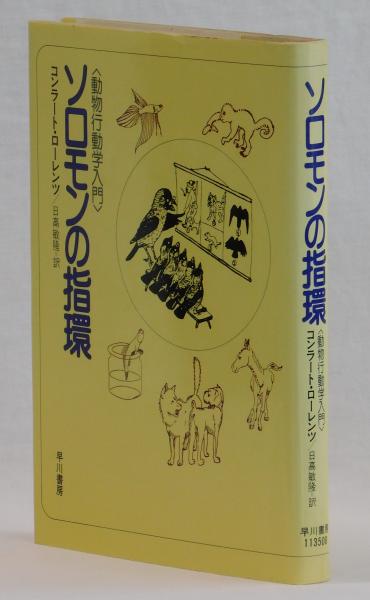 ソロモンの指環
〈動物行動学入門〉
コンラート・ローレンツ/日高敏隆・訳
早川書房
ソロモンの指環
〈動物行動学入門〉
コンラート・ローレンツ
日高敏隆・訳
早川書房
113508